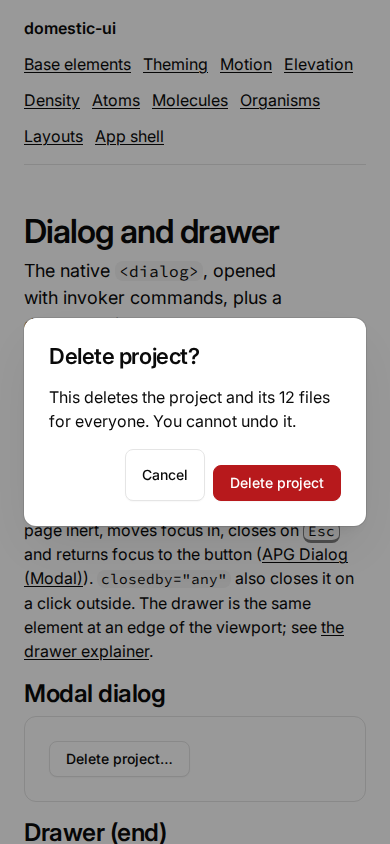 domestic-ui
Base elements Theming Motion Elevation
Density Atoms Molecules Organisms
Layouts App shell
Dialog and drawer
The native <dialog>, opened
with invoker commands, plus a
Delete project?
This deletes the project and its 12 files
for everyone. You cannot undo it.
Cancel Delete project
page inert, moves focus in, closes on Esc
and returns focus to the button (APG Dialog
(Modal)). closedby="any" also closes it on
a click outside. The drawer is the same
element at an edge of the viewport; see the
drawer explainer.
Modal dialog
Delete project…
Drawer (end)